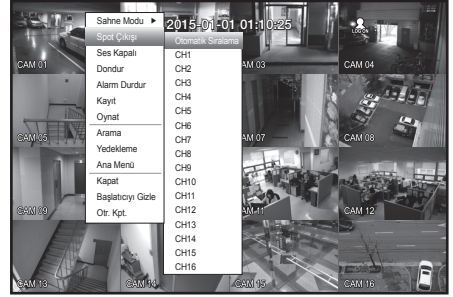 Sahne Modu
2015-01-01 01:10:25
LOG ON
Spot Çıkışı
Otomatik Sıralama
Ses Kapalı
CH1
CAM 01
CAM 03
CAM 04
Dondur
CH2
Alarm Durdur
CH3
Kayıt
CH4
Oynat
CH5
CH6
Arama
CH7
CAM 05
CAM 07
CAM 08
Yedekleme
CH8
Ana Menü
CH9
Kapat
CH10
Başlatıcıyı Gizle
CH11
Otr. Kpt.
CH12
CAM 09
CAM 11
CAM 12
CH13
CH14
CH15
CH16
CAM 13
CAM 14
CAM 15
CAM 16